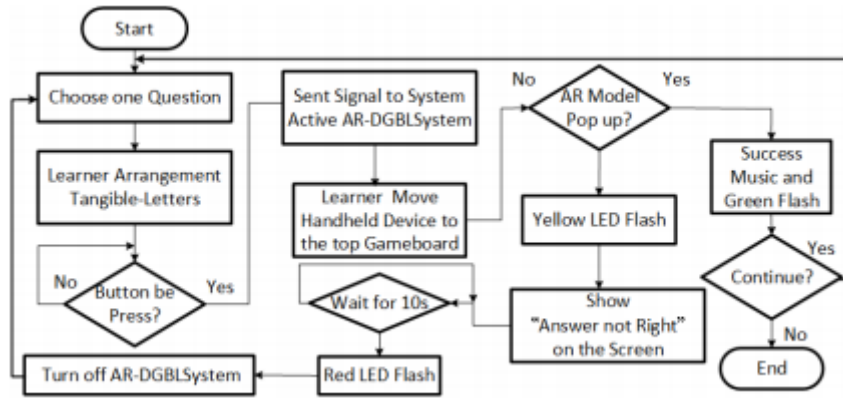 Start
Choose one Question
Learner Arrangement
Tangible-Letters
No
Button be
Press?
Yes
Sent Signal to System
Active AR-DGBLSystem
Learner Move
Handheld Device to
the top Gameboard
No
AR Model
Pop up?
Yes
Yellow LED Flash
Show
“Answer not Right”
on the Screen
Wait for 10s
Red LED Flash
Turn off AR-DGBLSystem
Success
Music and
Green Flash
Continue?
Yes
No
End